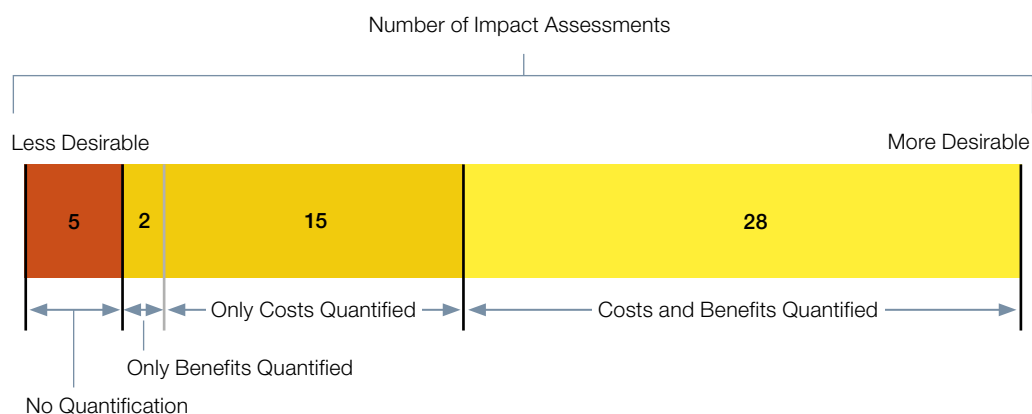 Number of Impact Assessments
Less Desirable
More Desirable
5
2
15
28
Only Costs Quantified
Costs and Benefits Quantified
Only Benefits Quantified
No Quantification